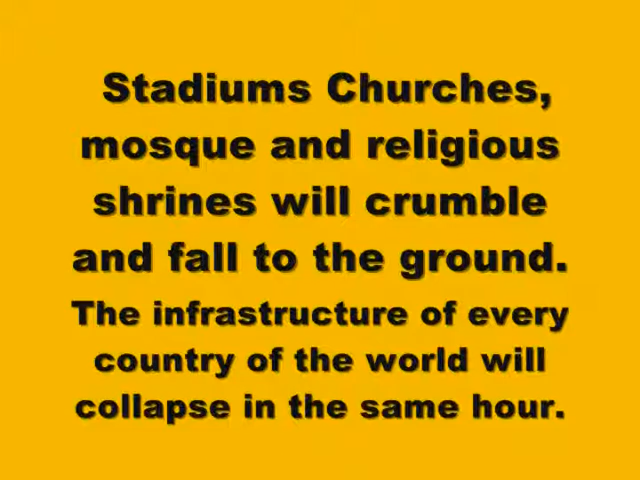 Stadiums Churches,
mosque and religious
shrines will crumble
and fall to the ground.
The infrastructure of every
country of the world will
collapse in the same hour.